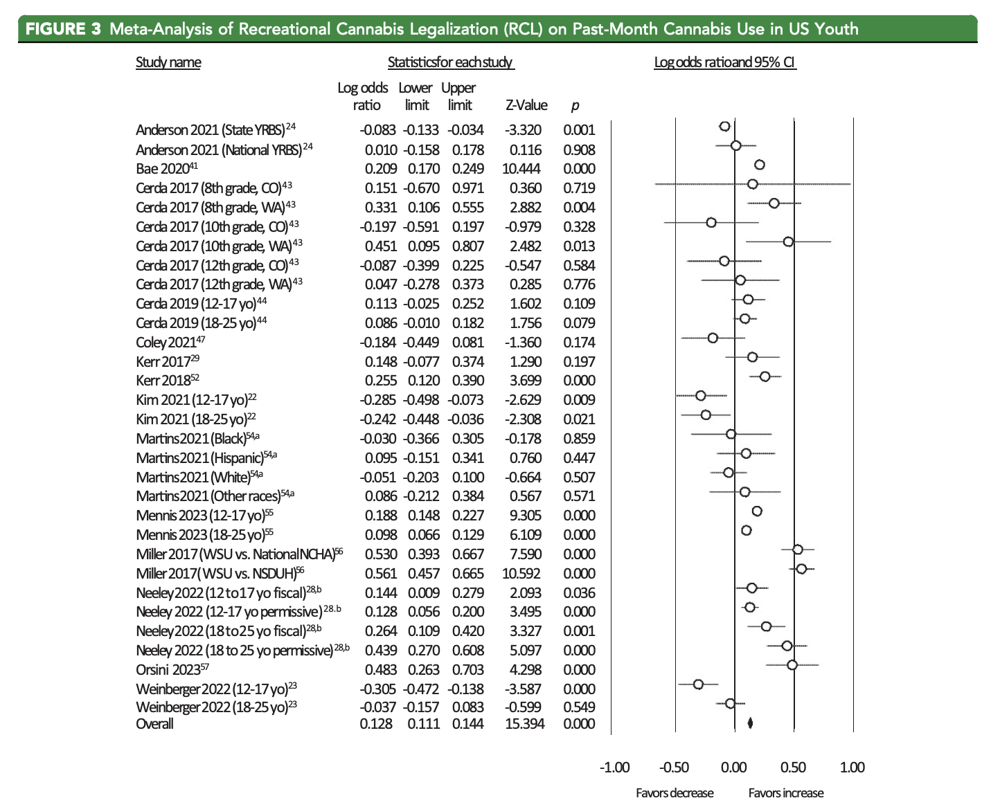 FIGURE 3 Meta-Analysis of Recreational Cannabis Legalization (RCL) on Past-Month Cannabis Use in US Youth
Study name Statistics for each study Log odds ratio and 95% CI
Log odds Lower Upper
ratio limit limit Z-Value p
Anderson 2021 (State YRBS)24 -0.083 -0.133 -0.034 -3.320 0.001
Anderson 2021 (National YRBS)24 0.010 -0.158 0.178 0.116 0.908
Bae 202041 0.209 0.170 0.249 10.444 0.000
Cerda 2017 (8th grade, CO)43 0.151 -0.670 0.971 0.360 0.719
Cerda 2017 (8th grade, WA)43 0.331 0.106 0.555 2.882 0.004
Cerda 2017 (10th grade, CO)43 -0.197 -0.591 0.197 -0.979 0.328
Cerda 2017 (10th grade, WA)43 0.451 0.095 0.807 2.482 0.013
Cerda 2017 (12th grade, CO)43 -0.087 -0.399 0.225 -0.547 0.584
Cerda 2017 (12th grade, WA)43 0.047 -0.278 0.373 0.285 0.776
Cerda 2019 (12-17 yo)44 0.113 -0.025 0.252 1.602 0.109
Cerda 2019 (18-25 yo)44 0.086 -0.010 0.182 1.756 0.079
Coley 202147 -0.184 -0.449 0.081 -1.360 0.174
Kerr 201729 0.148 -0.077 0.374 1.290 0.197
Kerr 201852 0.255 0.120 0.390 3.699 0.000
Kim 2021 (12-17 yo)22 -0.285 -0.498 -0.073 -2.629 0.009
Kim 2021 (18-25 yo)22 -0.242 -0.448 -0.036 -2.308 0.021
Martins 2021 (Black)54,a -0.030 -0.366 0.305 -0.178 0.859
Martins 2021 (Hispanic)54,a 0.095 -0.151 0.341 0.760 0.447
Martins 2021 (White)54,a -0.051 -0.203 0.100 -0.664 0.507
Martins 2021 (Other races)54,a 0.086 -0.212 0.384 0.567 0.571
Mennis 2023 (12-17 yo)55 0.188 0.148 0.227 9.305 0.000
Mennis 2023 (18-25 yo)55 0.098 0.066 0.129 6.109 0.000
Miller 2017 (WSU vs. National NCHA)56 0.530 0.393 0.667 7.590 0.000
Miller 2017 (WSU vs. NSDUH)56 0.561 0.457 0.665 10.592 0.000
Neeley 2022 (12 to 17 yo fiscal)28,b 0.144 0.009 0.279 2.093 0.036
Neeley 2022 (12-17 yo permissive)28.b 0.128 0.056 0.200 3.495 0.000
Neeley 2022 (18 to 25 yo fiscal)28,b 0.264 0.109 0.420 3.327 0.001
Neeley 2022 (18 to 25 yo permissive)28,b 0.439 0.270 0.608 5.097 0.000
Orsini 202357 0.483 0.263 0.703 4.298 0.000
Weinberger 2022 (12-17 yo)23 -0.305 -0.472 -0.138 -3.587 0.000
Weinberger 2022 (18-25 yo)23 -0.037 -0.157 0.083 -0.599 0.549
Overall 0.128 0.111 0.144 15.394 0.000
-1.00 -0.50 0.00 0.50 1.00
Favors decrease Favors increase